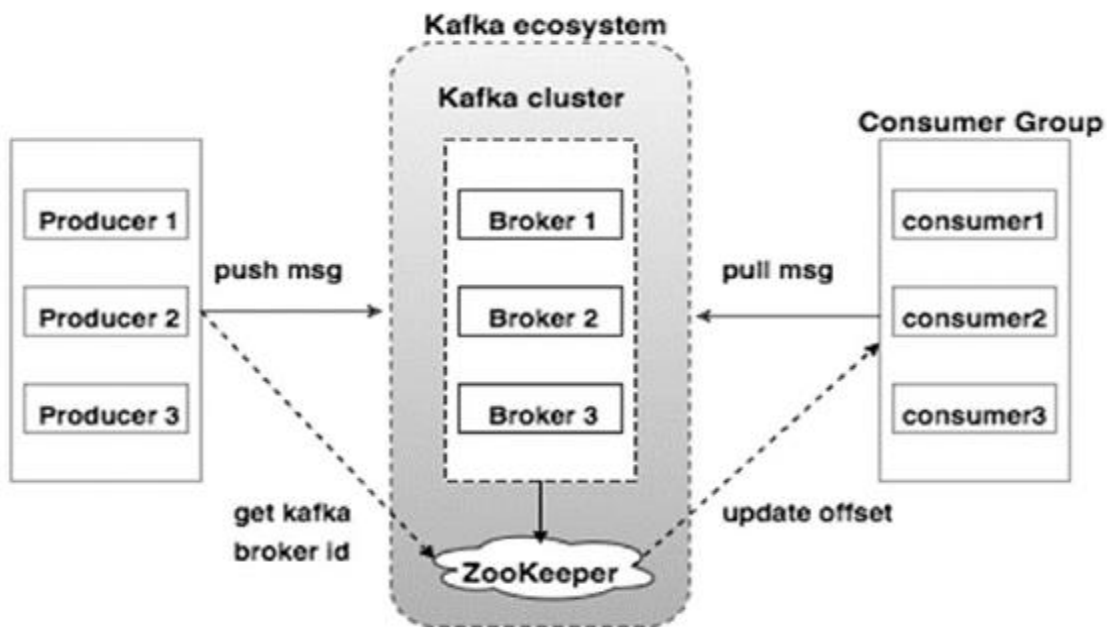 Kafka ecosystem
Kafka cluster
Consumer Group
Producer 1
Producer 2
Producer 3
push msg
Broker 1
Broker 2
Broker 3
pull msg
consumer1
consumer2
consumer3
get kafka
broker id
update offset
ZooKeeper